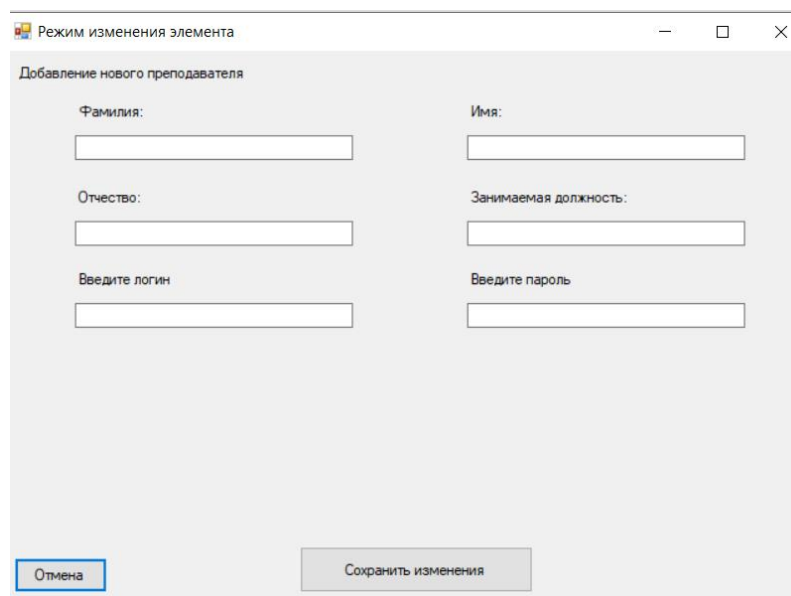 Режим изменения элемента
Добавление нового преподавателя
Фамилия: Имя:
Отчество: Занимаемая должность:
Введите логин Введите пароль
Отмена Сохранить изменения